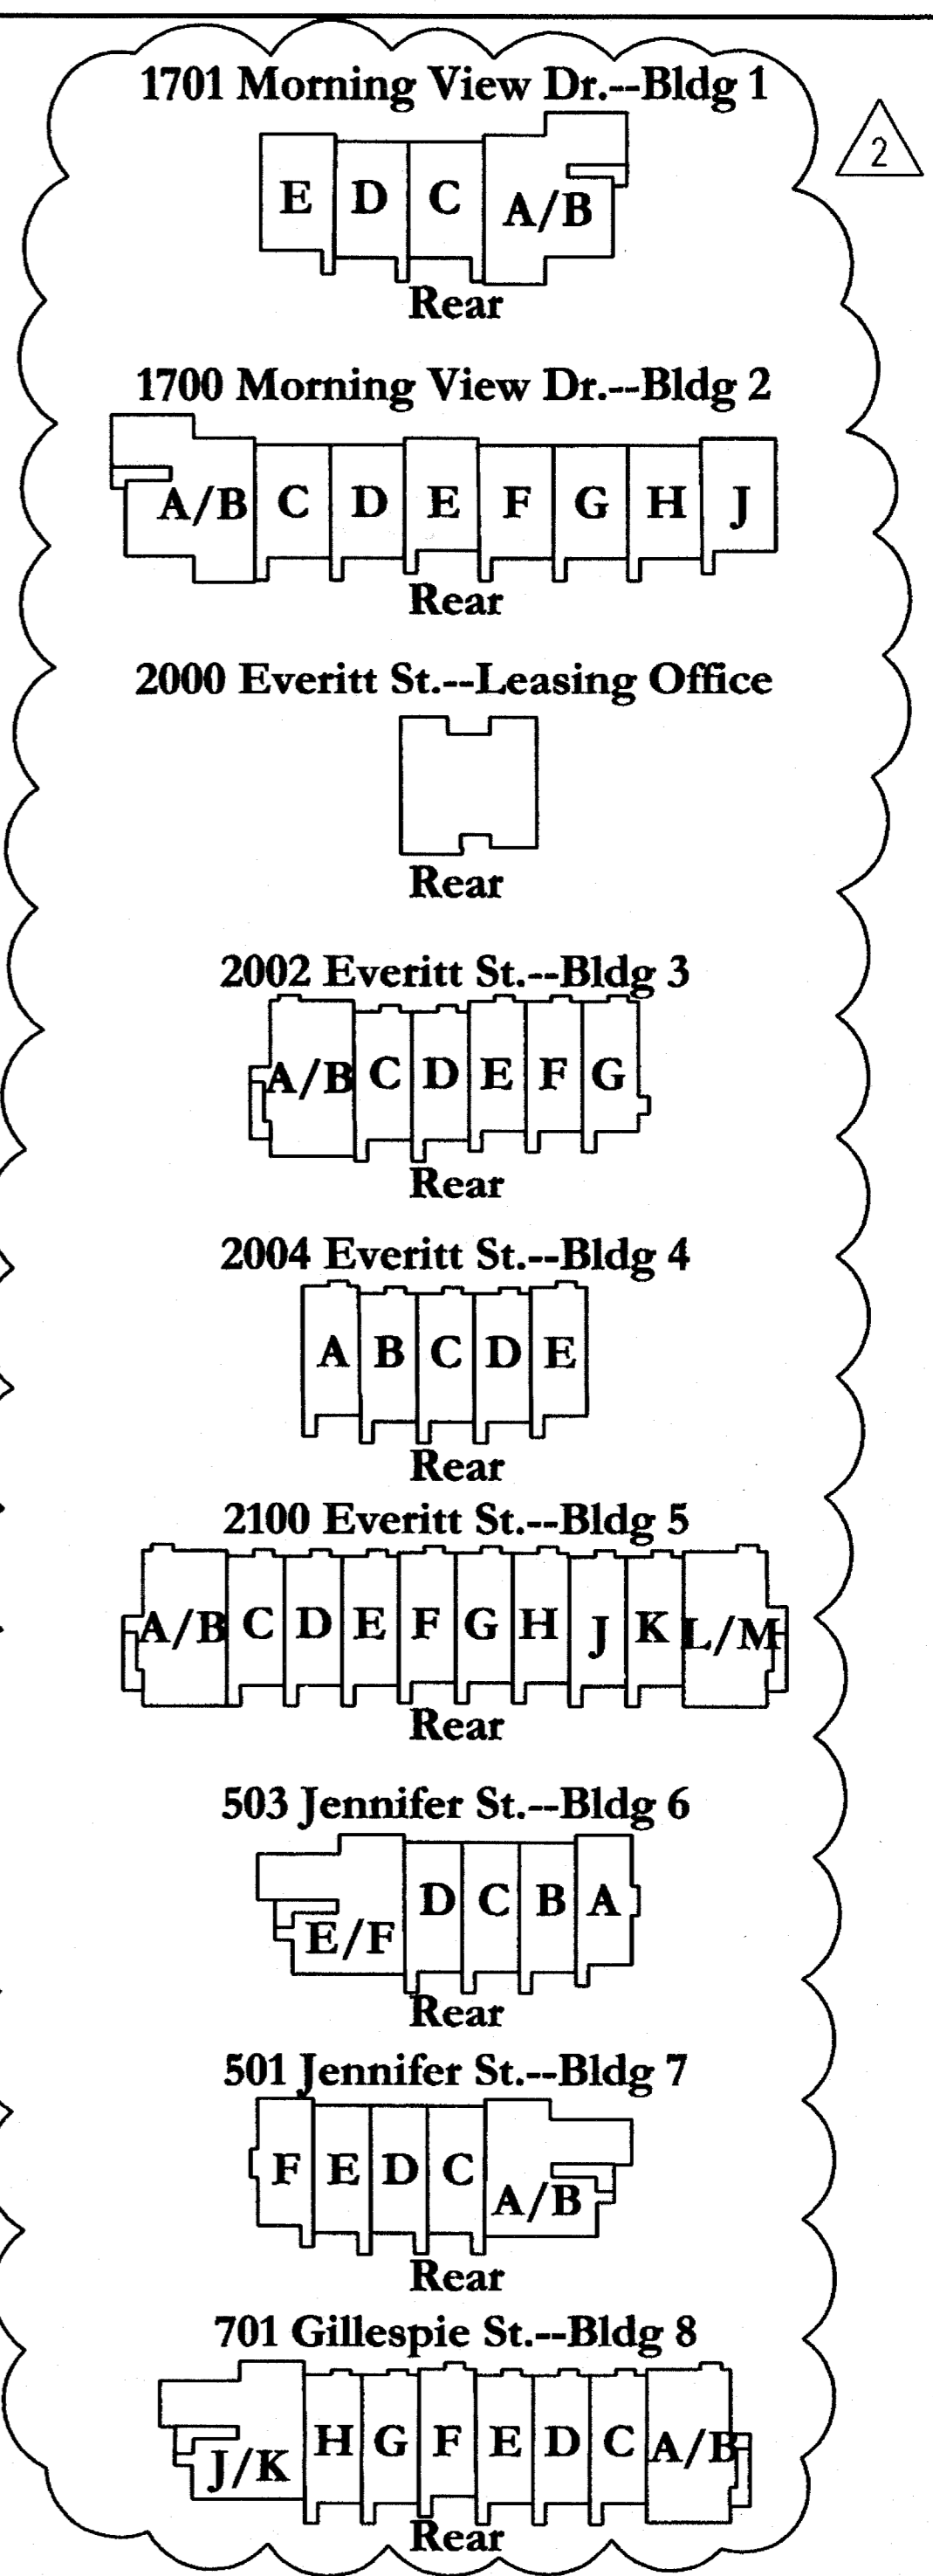 1701 Morning View Dr.--Bldg 1
2
E D C A/B
Rear
1700 Morning View Dr.--Bldg 2
A/B C D E F G H J
Rear
2000 Everitt St.--Leasing Office
Rear
2002 Everitt St.--Bldg 3
A/B C D E F G
Rear
2004 Everitt St.--Bldg 4
A B C D E
Rear
2100 Everitt St.--Bldg 5
A/B C D E F G H J K L/M
Rear
503 Jennifer St.--Bldg 6
E/F D C B A
Rear
501 Jennifer St.--Bldg 7
F E D C A/B
Rear
701 Gillespie St.--Bldg 8
J/K H G F E D C A/B
Rear